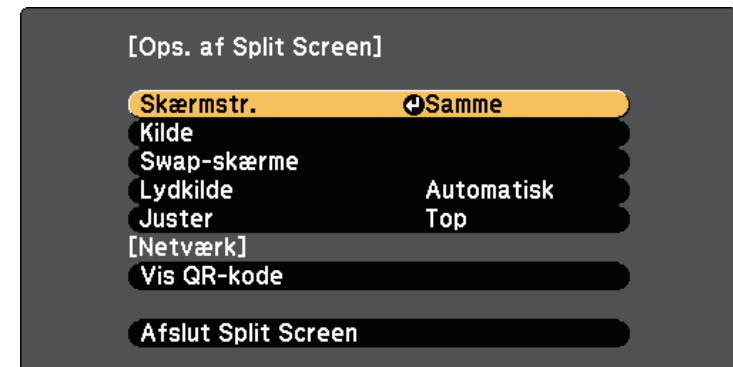 [Ops. af Split Screen]
Skærmstr. Samme
Kilde
Swap-skærme
Lydkilde Automatisk
Juster Top
[Netværk]
Vis QR-kode
Afslut Split Screen